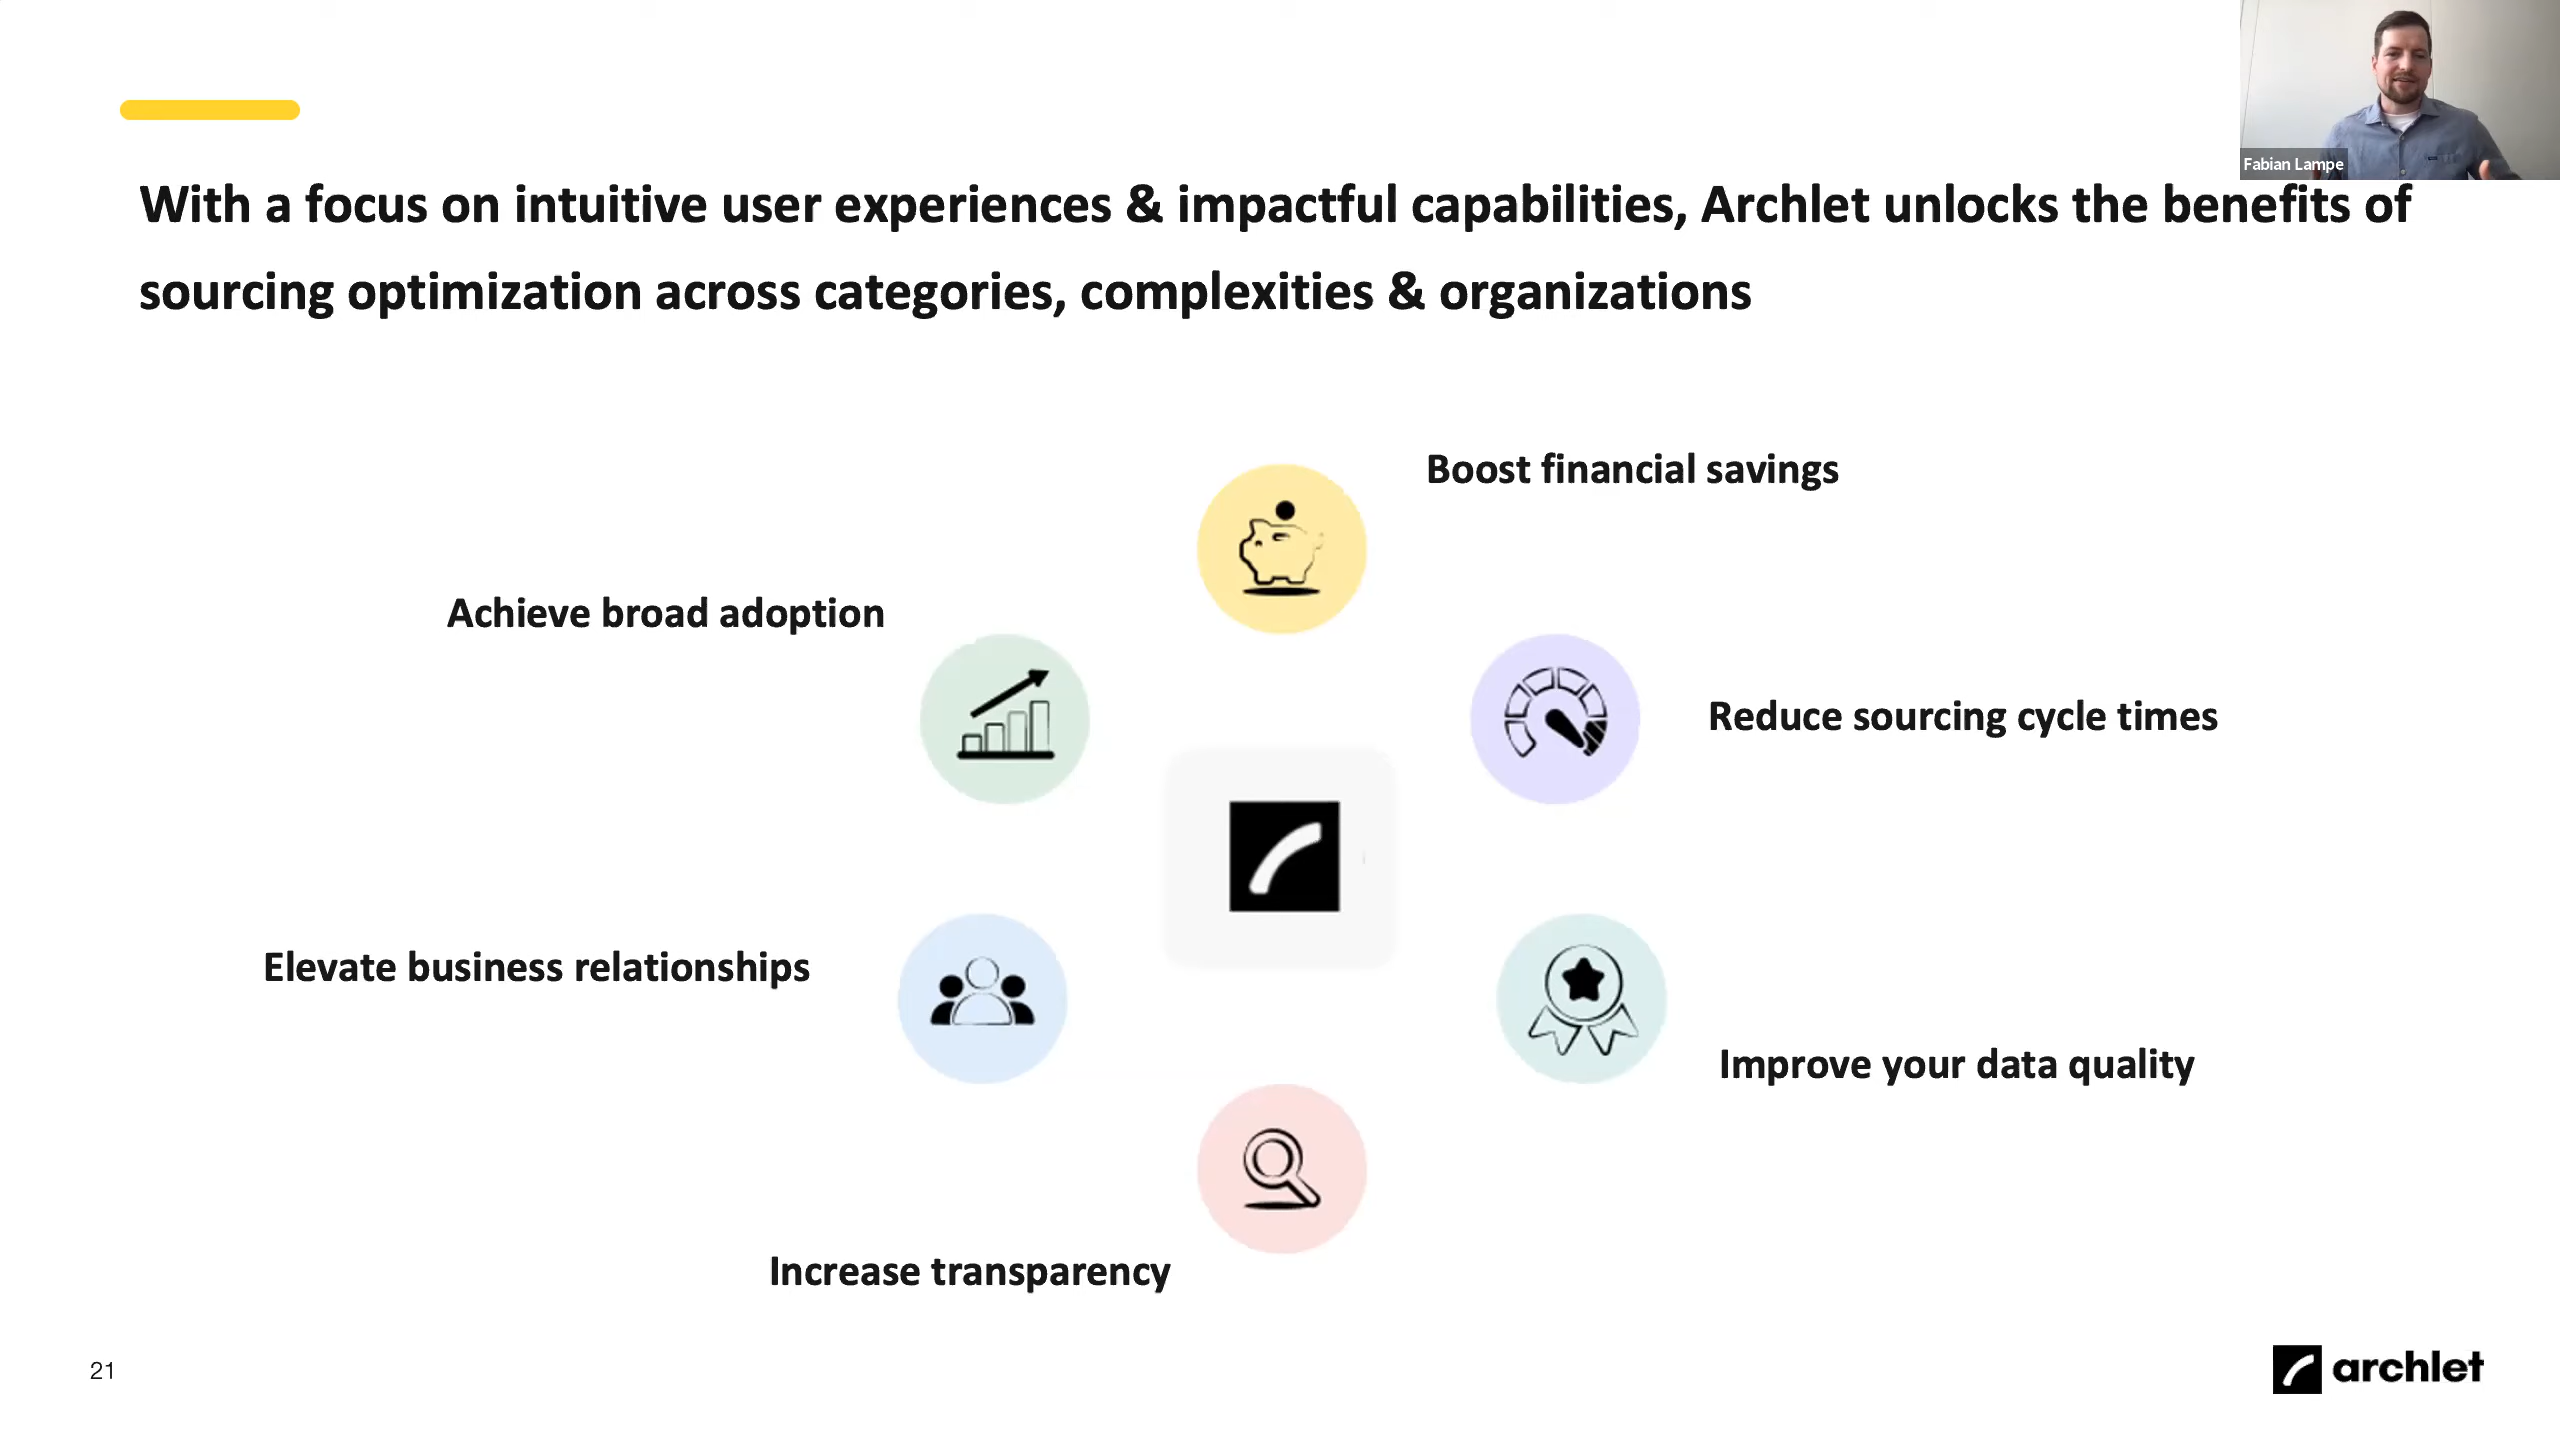 Fabian Lampe
With a focus on intuitive user experiences & impactful capabilities, Archlet unlocks the benefits of
sourcing optimization across categories, complexities & organizations
Boost financial savings
Achieve broad adoption
Reduce sourcing cycle times
Elevate business relationships
Improve your data quality
Increase transparency
21
archlet